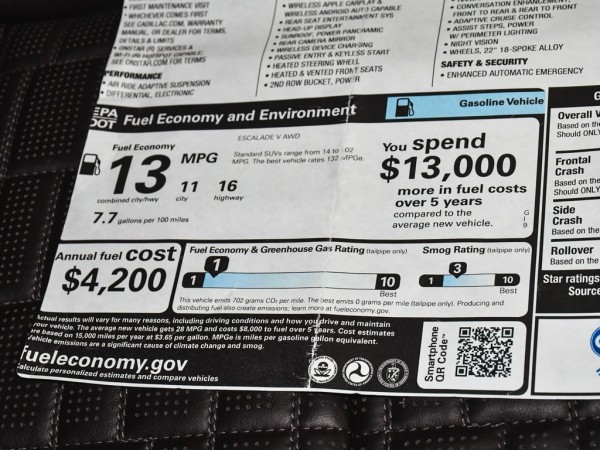 * FIRST MAINTENANCE VISIT
* WHICHEVER COMES FIRST
SEE CADILLAC.COM, WARRANTY
MANUAL, OR DEALER FOR TERMS,
DETAILS & LIMITS
* ONSTAR (R) SERVICES &
SEE ONSTAR.COM FOR TERMS
PERFORMANCE
* AIR RIDE ADAPTIVE SUSPENSION
* DIFFERENTIAL, ELECTRONIC
* WIRELESS APPLE CARPLAY &
WIRELESS ANDROID AUTO CAPABLE
* REAR SEAT ENTERTAINMENT SYS
* HEAD-UP DISPLAY
* SUNROOF, POWER PANORAMIC
* REAR CAMERA MIRROR
* WIRELESS DEVICE CHARGING
* PASSIVE ENTRY & KEYLESS START
* HEATED STEERING WHEEL
* HEATED & VENTED FRONT SEATS
* 2ND ROW BUCKET, POWER
* CONVERSATION ENHANCEMENT,
FRONT TO REAR & REAR TO FRONT
* ADAPTIVE CRUISE CONTROL
* ASSIST STEPS, POWER
W/ PERIMETER LIGHTING
* NIGHT VISION
* WHEELS, 22" 18-SPOKE ALLOY
SAFETY & SECURITY
* ENHANCED AUTOMATIC EMERGENCY
EPA
DOT
Fuel Economy and Environment
Gasoline Vehicle
Fuel Economy
13 MPG
combined city/hwy
11
city
16
highway
7.7 gallons per 100 miles
ESCALADE V AWD
Standard SUVs range from 14 to 102
MPG. The best vehicle rates 132 MPGe.
You spend
$13,000
more in fuel costs
over 5 years
compared to the
average new vehicle.
Annual fuel cost
$4,200
Fuel Economy & Greenhouse Gas Rating (tailpipe only)
1
1
10
Best
Smog Rating (tailpipe only)
3
1
10
Best
This vehicle emits 702 grams CO₂ per mile. The best emits 0 grams per mile (tailpipe only). Producing and
distributing fuel also create emissions; learn more at fueleconomy.gov.
Actual results will vary for many reasons, including driving conditions and how you drive and maintain
your vehicle. The average new vehicle gets 28 MPG and costs $8,000 to fuel over 5 years. Cost estimates
are based on 15,000 miles per year at $3.65 per gallon. MPGe is miles per gasoline gallon equivalent.
Vehicle emissions are a significant cause of climate change and smog.
fueleconomy.gov
Calculate personalized estimates and compare vehicles
Smartphone
QR Code™
Overall V
Based on the
Should ONLY
Frontal
Crash
Based on the
Should ONLY
Side
Crash
Based on the
Rollover
Based on the
Star ratings
Source